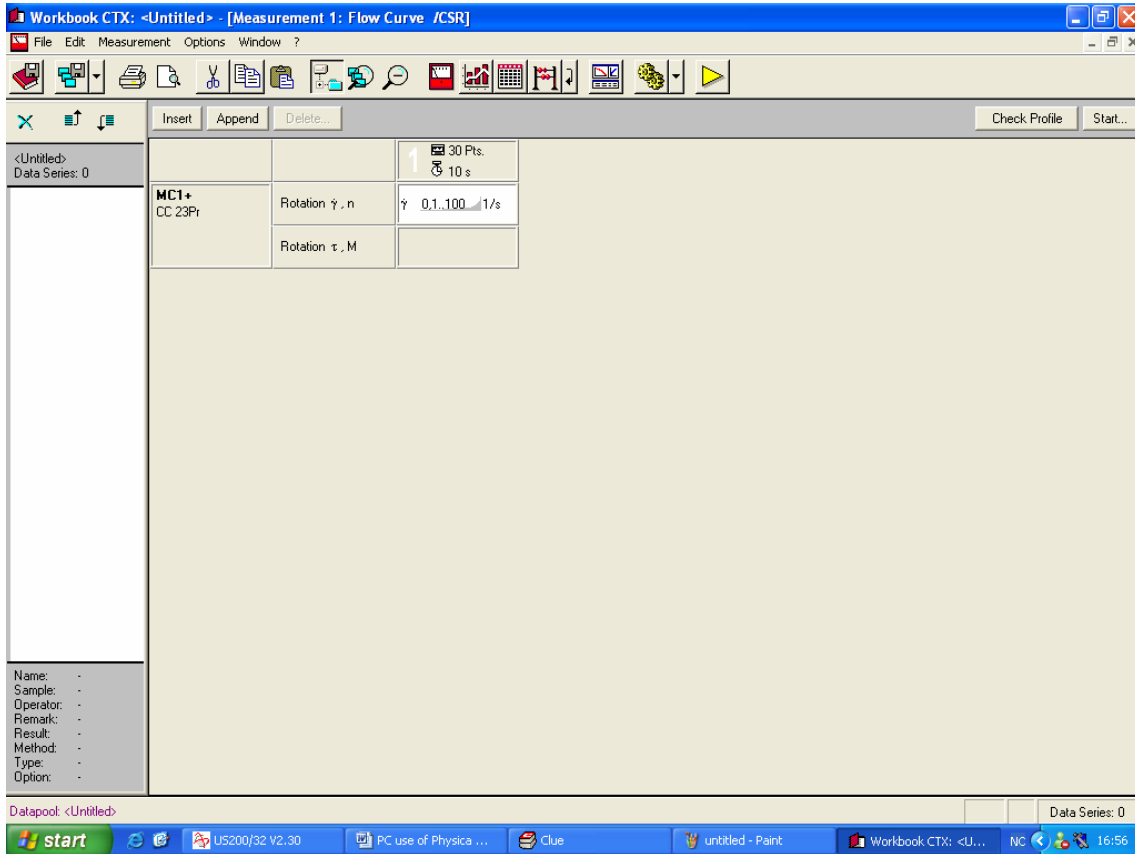 Workbook CTX: <Untitled> - [Measurement 1: Flow Curve /CSR]
File Edit Measurement Options Window ?
Insert Append Delete... Check Profile Start...
<Untitled>
Data Series: 0
1 30 Pts.
10 s
MC1+
CC 23Pr
Rotation γ̇ , n
γ̇ 0,1..100 1/s
Rotation τ , M
Name: -
Sample: -
Operator: -
Remark: -
Result: -
Method: -
Type: -
Option: -
Datapool: <Untitled> Data Series: 0
start US200/32 V2.30 PC use of Physica ... Clue untitled - Paint Workbook CTX: <U... NC 16:56